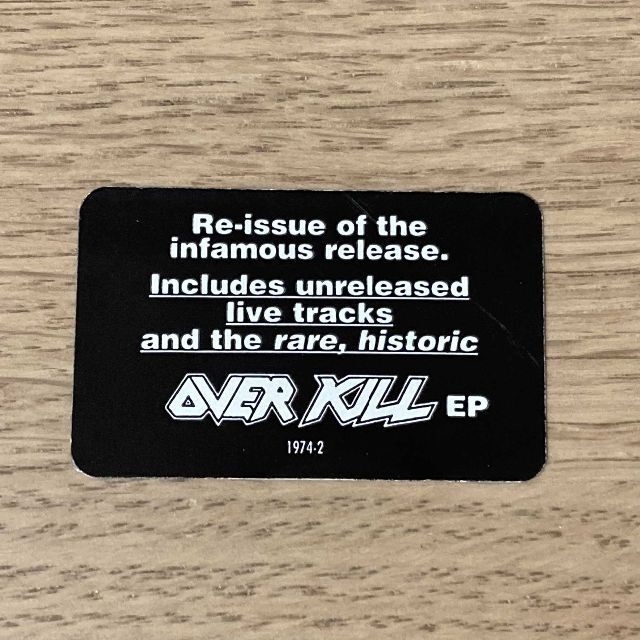 Re-issue of the
infamous release.
Includes unreleased
live tracks
and the rare, historic
OVER KILL EP
1974-2